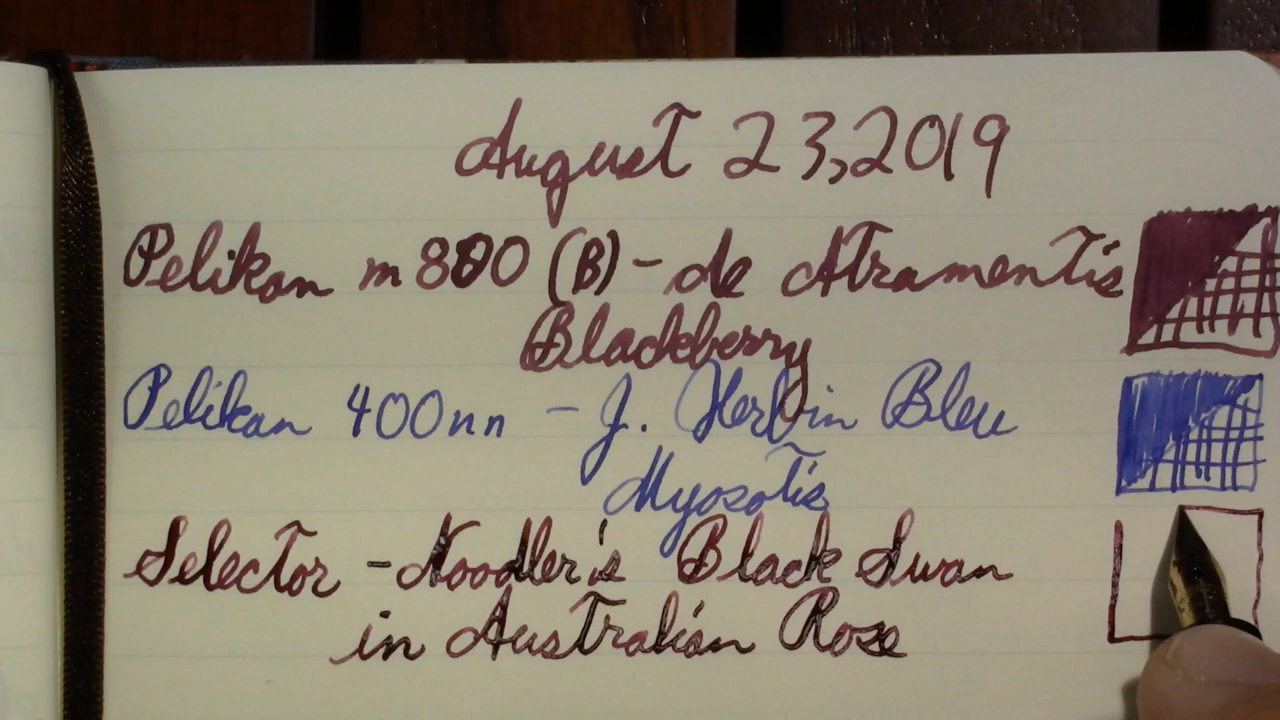 August 23,2019
Pelikan m800 (B) - de Atramentis
Blackberry
Pelikan 400nn - J. Herbin Bleu
Myosotis
Selector - Noodler's Black Swan
in Australian Rose